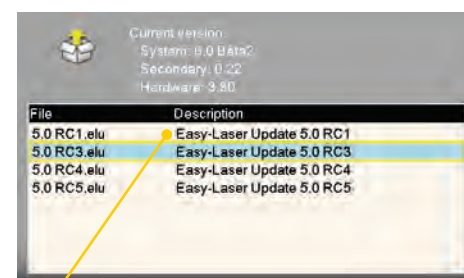 Current version:
System: 6.0 Bata2
Secondary: 0.22
Hardware: 3.80
File Description
5.0 RC1.elu Easy-Laser Update 5.0 RC1
5.0 RC3.elu Easy-Laser Update 5.0 RC3
5.0 RC4.elu Easy-Laser Update 5.0 RC4
5.0 RC5.elu Easy-Laser Update 5.0 RC5